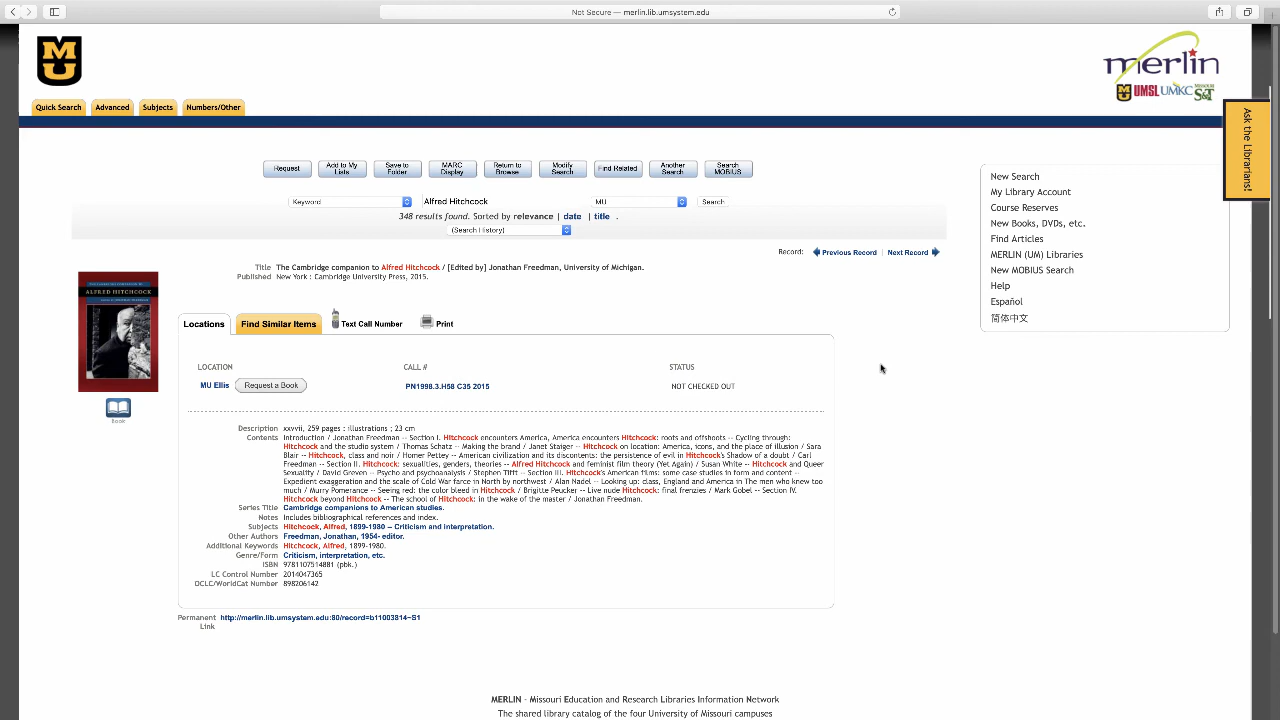 Not Secure — merlin.lib.umsystem.edu
MU
merlin
UMSL UMKC MISSOURI S&T
Quick Search Advanced Subjects Numbers/Other
Ask the Librarians!
Request Add to My Lists Save to Folder MARC Display Return to Browse Modify Search Find Related Another Search Search MOBIUS
Keyword Alfred Hitchcock MU Search
348 results found. Sorted by relevance | date | title .
(Search History)
New Search
My Library Account
Course Reserves
New Books, DVDs, etc.
Find Articles
MERLIN (UM) Libraries
New MOBIUS Search
Help
Español
简体中文
Record: Previous Record | Next Record
Title The Cambridge companion to Alfred Hitchcock / [Edited by] Jonathan Freedman, University of Michigan.
Published New York : Cambridge University Press, 2015.
ALFRED HITCHCOCK
Book
Locations Find Similar Items Text Call Number Print
LOCATION CALL # STATUS
MU Ellis Request a Book PN1998.3.H58 C35 2015 NOT CHECKED OUT
Description xxvii, 259 pages : illustrations ; 23 cm
Contents Introduction / Jonathan Freedman -- Section I. Hitchcock encounters America, America encounters Hitchcock: roots and offshoots -- Cycling through:
Hitchcock and the studio system / Thomas Schatz -- Making the brand / Janet Staiger -- Hitchcock on location: America, icons, and the place of illusion / Sara
Blair -- Hitchcock, class and noir / Homer Pettey -- American civilization and its discontents: the persistence of evil in Hitchcock's Shadow of a doubt / Carl
Freedman -- Section II. Hitchcock: sexualities, genders, theories -- Alfred Hitchcock and feminist film theory (Yet Again) / Susan White -- Hitchcock and Queer
Sexuality / David Greven -- Psycho and psychoanalysis / Stephen Tifft -- Section III. Hitchcock's American films: some case studies in form and content --
Expedient exaggeration and the scale of Cold War farce in North by northwest / Alan Nadel -- Looking up: class, England and America in The men who knew too
much / Murry Pomerance -- Seeing red: the color bleed in Hitchcock / Brigitte Peucker -- Live nude Hitchcock: final frenzies / Mark Gobel -- Section IV.
Hitchcock beyond Hitchcock -- The school of Hitchcock: in the wake of the master / Jonathan Freedman.
Series Title Cambridge companions to American studies.
Notes Includes bibliographical references and index.
Subjects Hitchcock, Alfred, 1899-1980 -- Criticism and interpretation.
Other Authors Freedman, Jonathan, 1954- editor.
Additional Keywords Hitchcock, Alfred, 1899-1980.
Genre/Form Criticism, interpretation, etc.
ISBN 9781107514881 (pbk.)
LC Control Number 2014047365
OCLC/WorldCat Number 898206142
Permanent Link http://merlin.lib.umsystem.edu:80/record=b11003814~S1
MERLIN - Missouri Education and Research Libraries Information Network
The shared library catalog of the four University of Missouri campuses